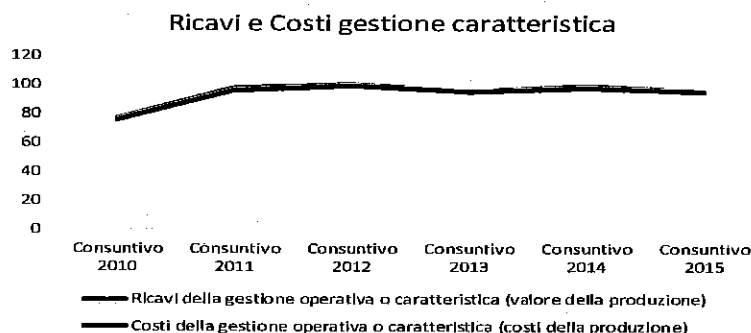 Ricavi e Costi gestione caratteristica
120
100
80
60
40
20
0
Consuntivo Consuntivo Consuntivo Consuntivo Consuntivo Consuntivo
2010 2011 2012 2013 2014 2015
Ricavi della gestione operativa o caratteristica (valore della produzione)
Costi della gestione operativa o caratteristica (costi della produzione)